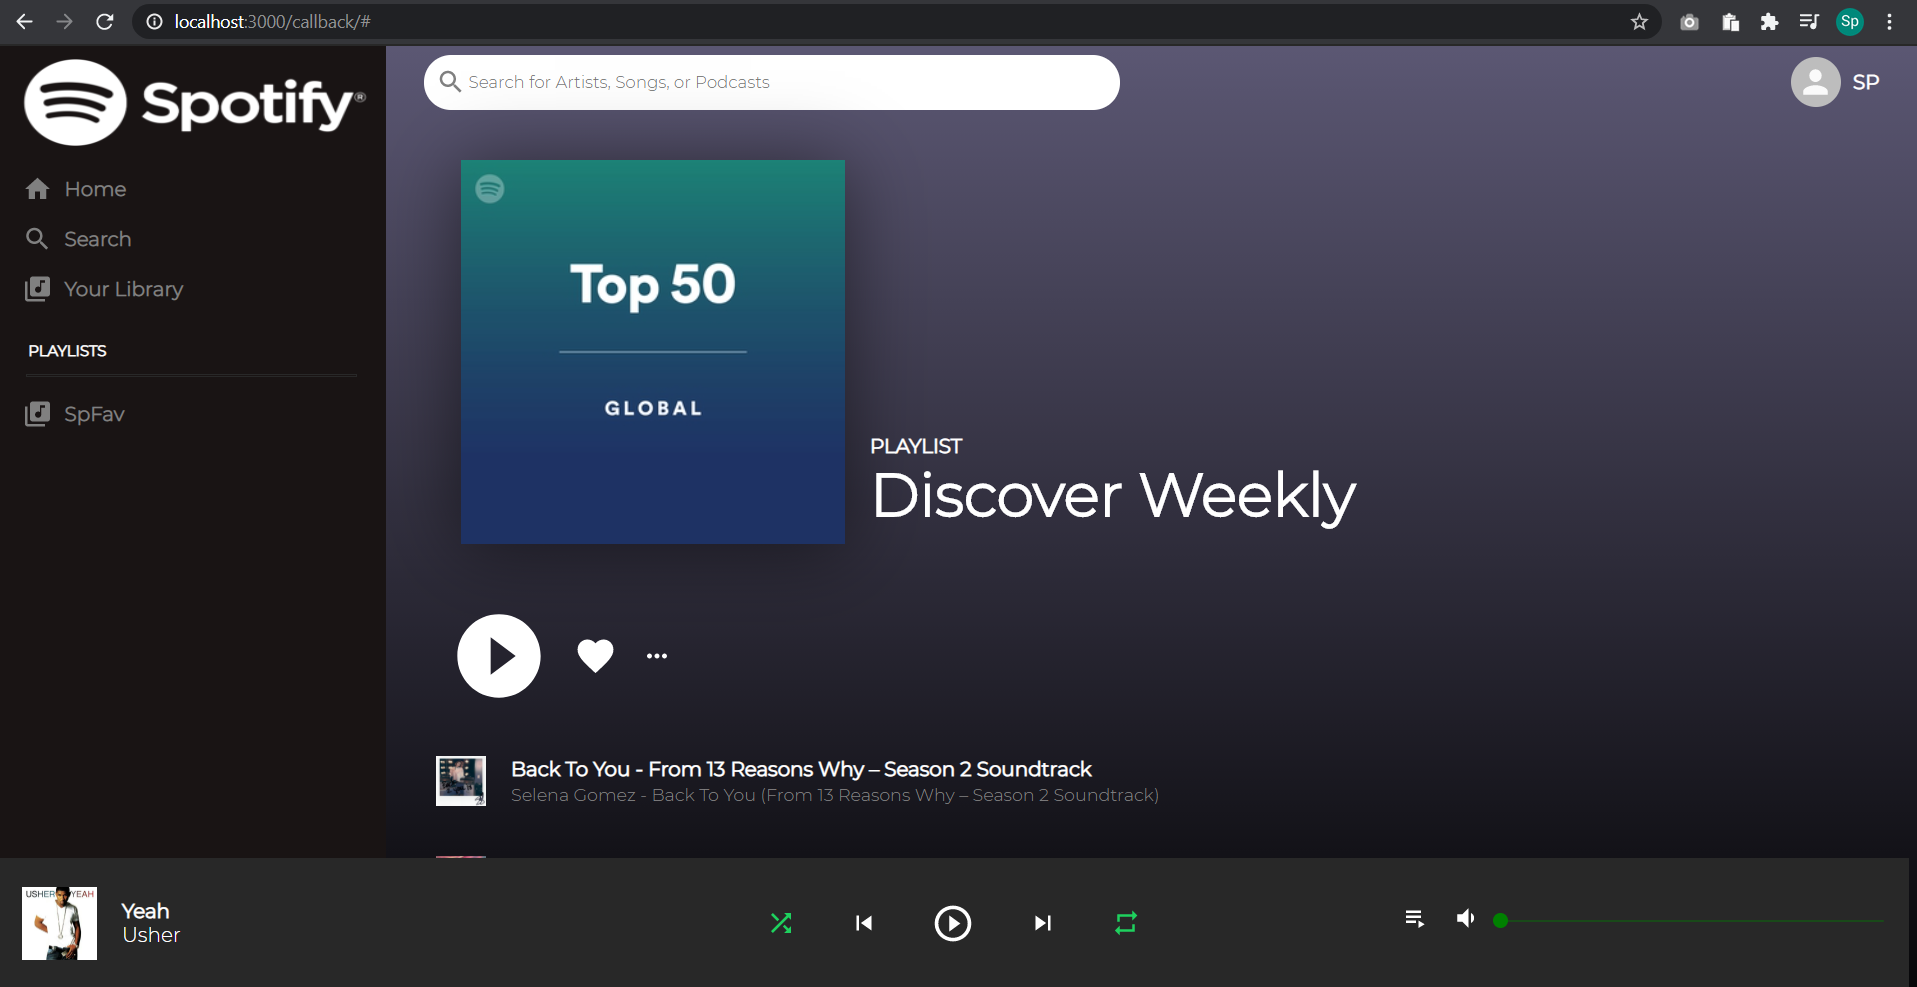 localhost:3000/callback/#
Sp
Spotify®
Search for Artists, Songs, or Podcasts
SP
Home
Search
Your Library
PLAYLISTS
SpFav
Top 50
GLOBAL
PLAYLIST
Discover Weekly
Back To You - From 13 Reasons Why – Season 2 Soundtrack
Selena Gomez - Back To You (From 13 Reasons Why – Season 2 Soundtrack)
USHER YEAH
Yeah
Usher